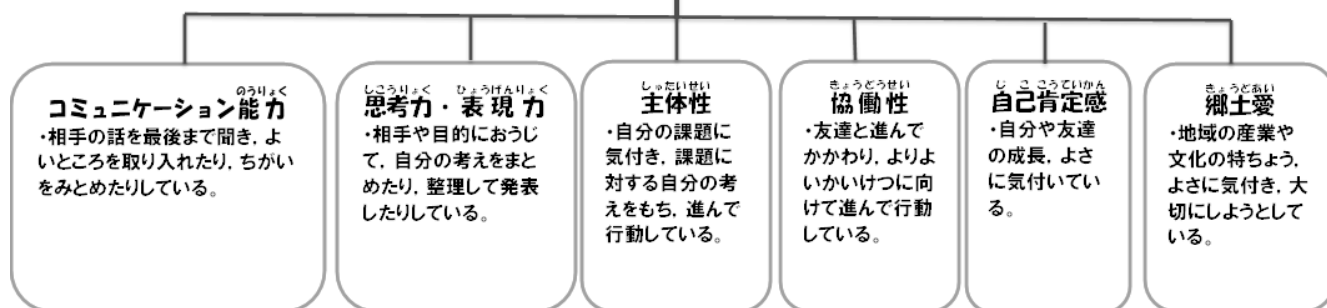 のうりょく
コミュニケーション能力
・相手の話を最後まで聞き，よ
いところを取り入れたり，ちがい
をみとめたりしている。
しこうりょく ひょうげんりょく
思考力・表現力
・相手や目的におうじ
て，自分の考えをまと
めたり，整理して発表
したりしている。
しゅたいせい
主体性
・自分の課題に
気付き，課題に
対する自分の考
えをもち，進んで
行動している。
きょうどうせい
協働性
・友達と進んで
かかわり，よりよ
いかいけつに向
けて進んで行動
している。
じ こ こうていかん
自己肯定感
・自分や友達
の成長，よさ
に気付いてい
る。
きょうどあい
郷土愛
・地域の産業や
文化の特ちょう，
よさに気付き，大
切にしようとして
いる。